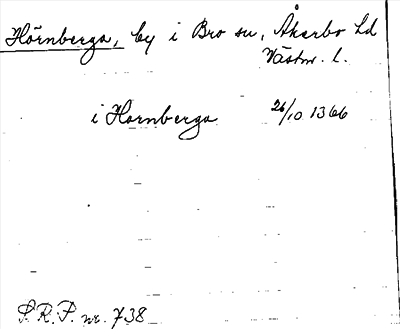 Hörnberga, by i Bro sn, Åkerbo hd
Västm. l.
i Hornberga 26/10 1366
S.R.P. nr. 738